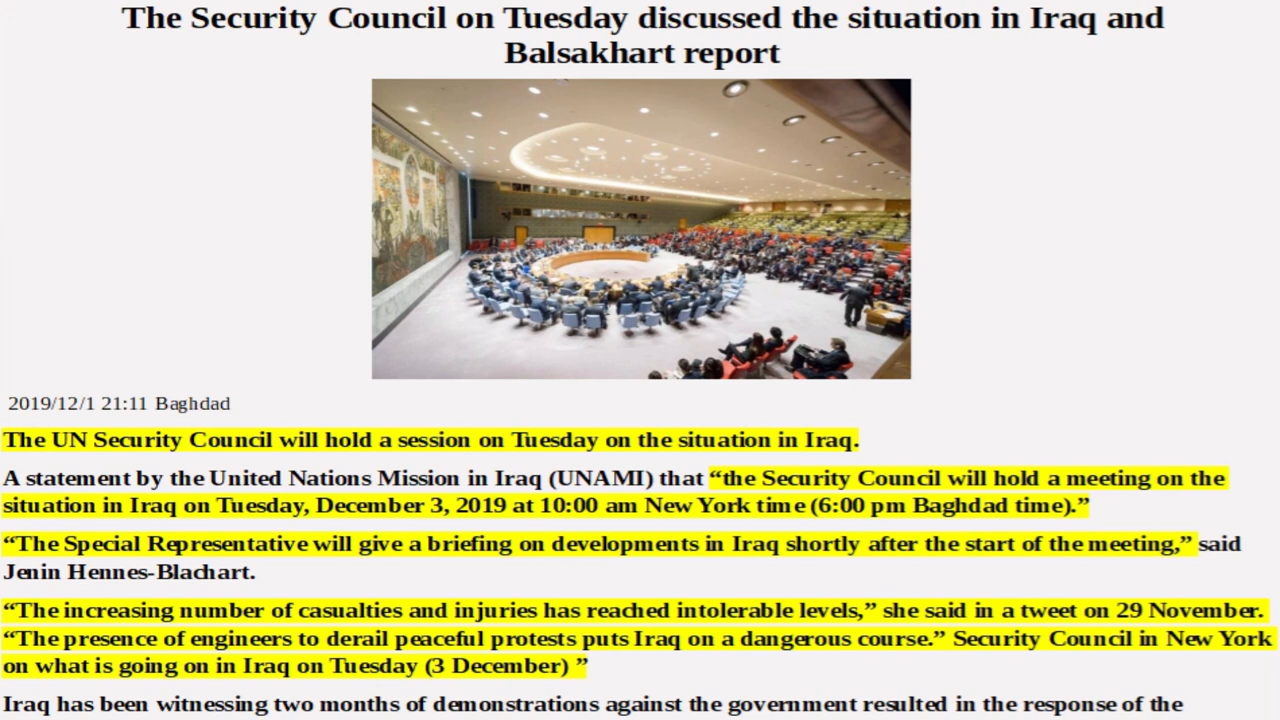 The Security Council on Tuesday discussed the situation in Iraq and
Balsakhart report
2019/12/1 21:11 Baghdad
The UN Security Council will hold a session on Tuesday on the situation in Iraq.
A statement by the United Nations Mission in Iraq (UNAMI) that “the Security Council will hold a meeting on the
situation in Iraq on Tuesday, December 3, 2019 at 10:00 am New York time (6:00 pm Baghdad time).”
“The Special Representative will give a briefing on developments in Iraq shortly after the start of the meeting,” said
Jenin Hennes-Blachart.
“The increasing number of casualties and injuries has reached intolerable levels,” she said in a tweet on 29 November.
“The presence of engineers to derail peaceful protests puts Iraq on a dangerous course.” Security Council in New York
on what is going on in Iraq on Tuesday (3 December) ”
Iraq has been witnessing two months of demonstrations against the government resulted in the response of the